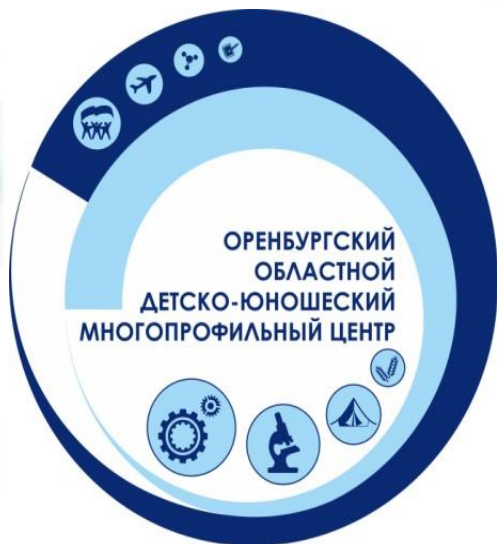 ОРЕНБУРГСКИЙ
ОБЛАСТНОЙ
ДЕТСКО-ЮНОШЕСКИЙ
МНОГОПРОФИЛЬНЫЙ ЦЕНТР